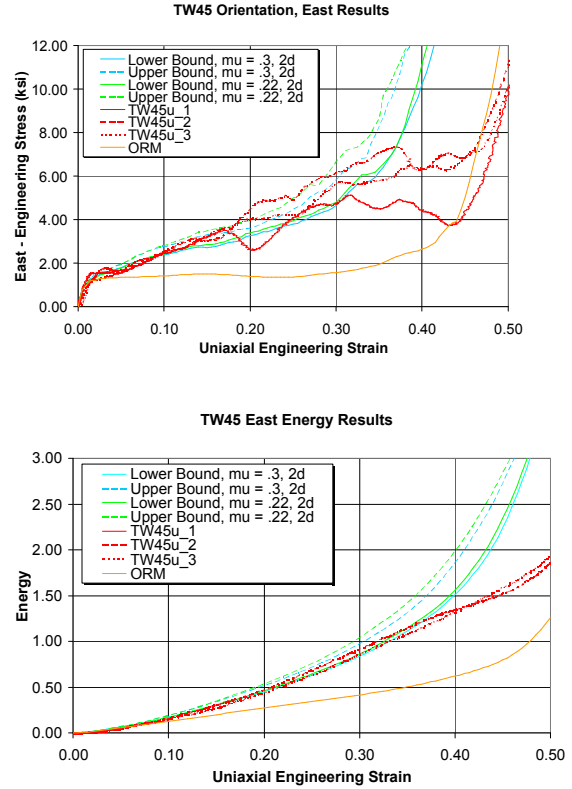 TW45 Orientation, East Results
East - Engineering Stress (ksi)
12.00
10.00
8.00
6.00
4.00
2.00
0.00
Lower Bound, mu = .3, 2d
Upper Bound, mu = .3, 2d
Lower Bound, mu = .22, 2d
Upper Bound, mu = .22, 2d
TW45u_1
TW45u_2
TW45u_3
ORM
0.00 0.10 0.20 0.30 0.40 0.50
Uniaxial Engineering Strain
TW45 East Energy Results
Energy
3.00
2.50
2.00
1.50
1.00
0.50
0.00
Lower Bound, mu = .3, 2d
Upper Bound, mu = .3, 2d
Lower Bound, mu = .22, 2d
Upper Bound, mu = .22, 2d
TW45u_1
TW45u_2
TW45u_3
ORM
0.00 0.10 0.20 0.30 0.40 0.50
Uniaxial Engineering Strain